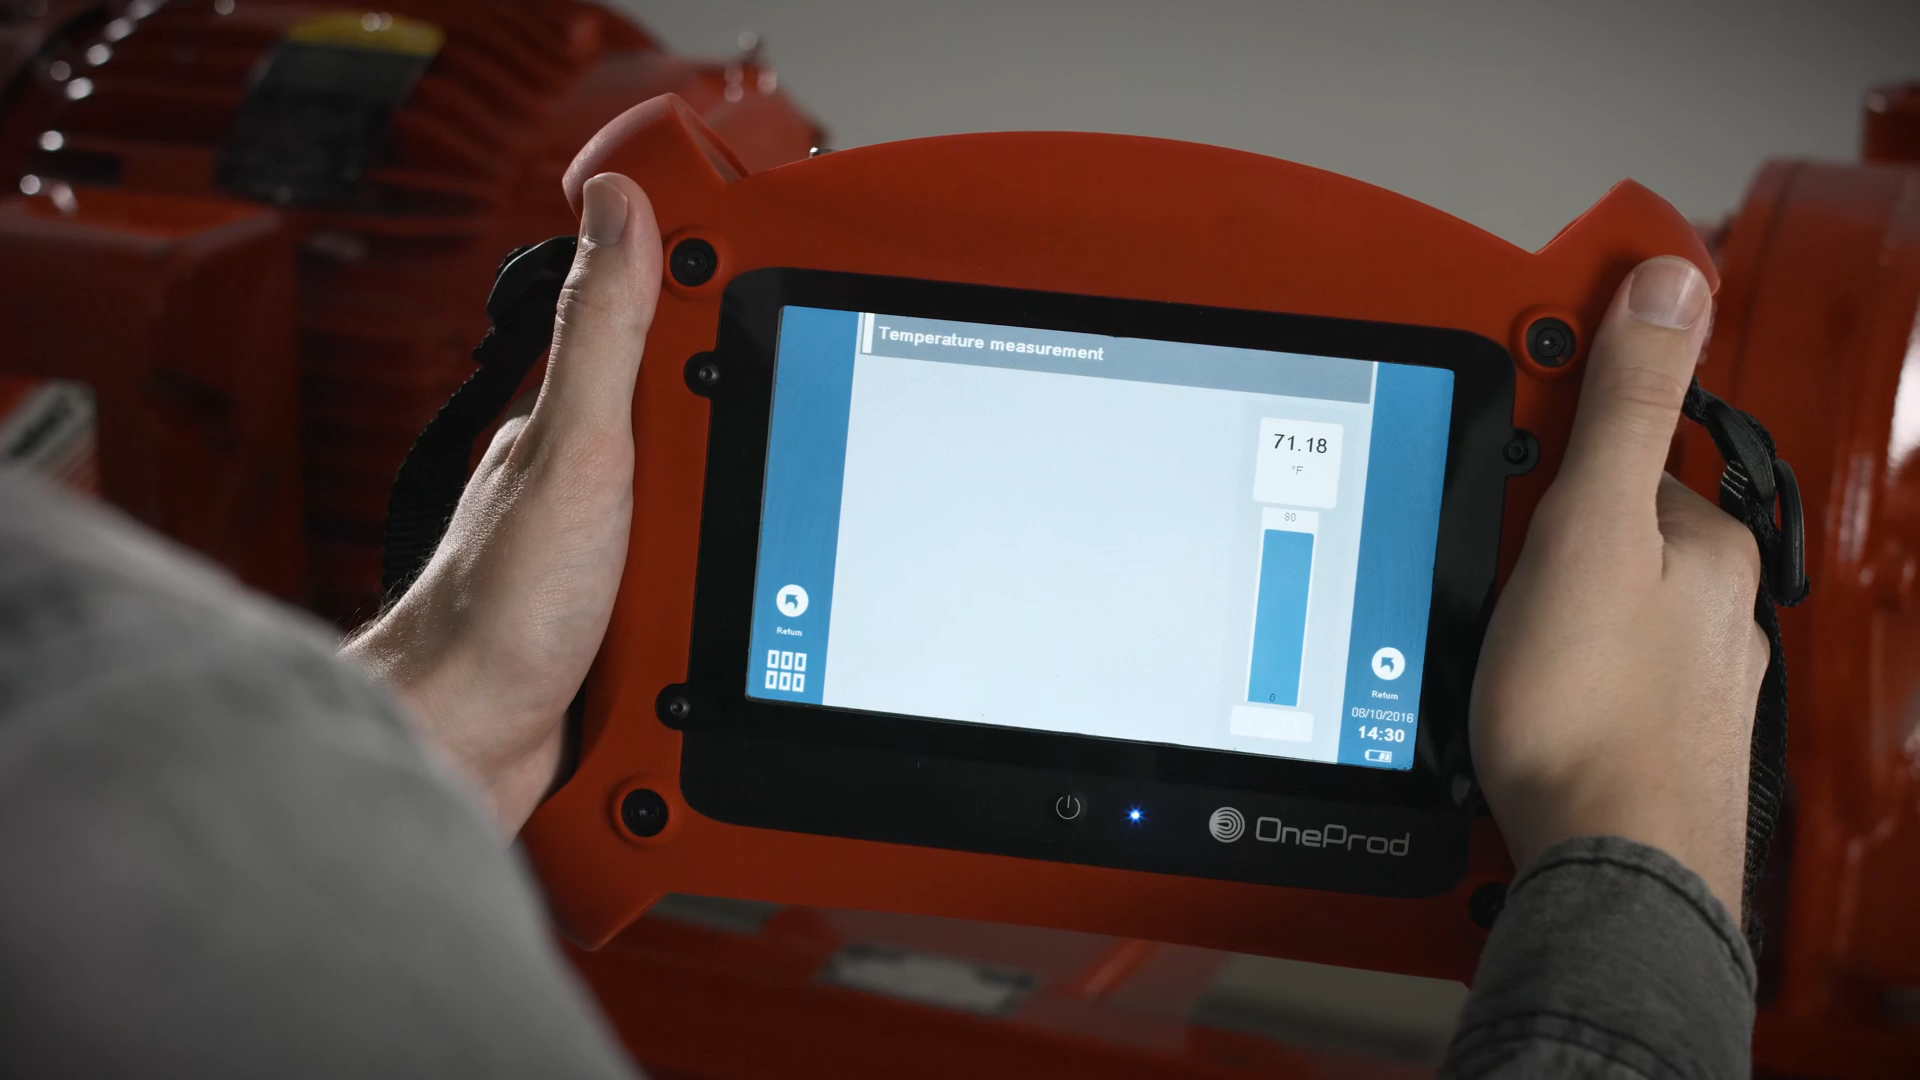 Temperature measurement
71.18
°F
80
0
Return
Return
08/10/2016
14:30
OneProd